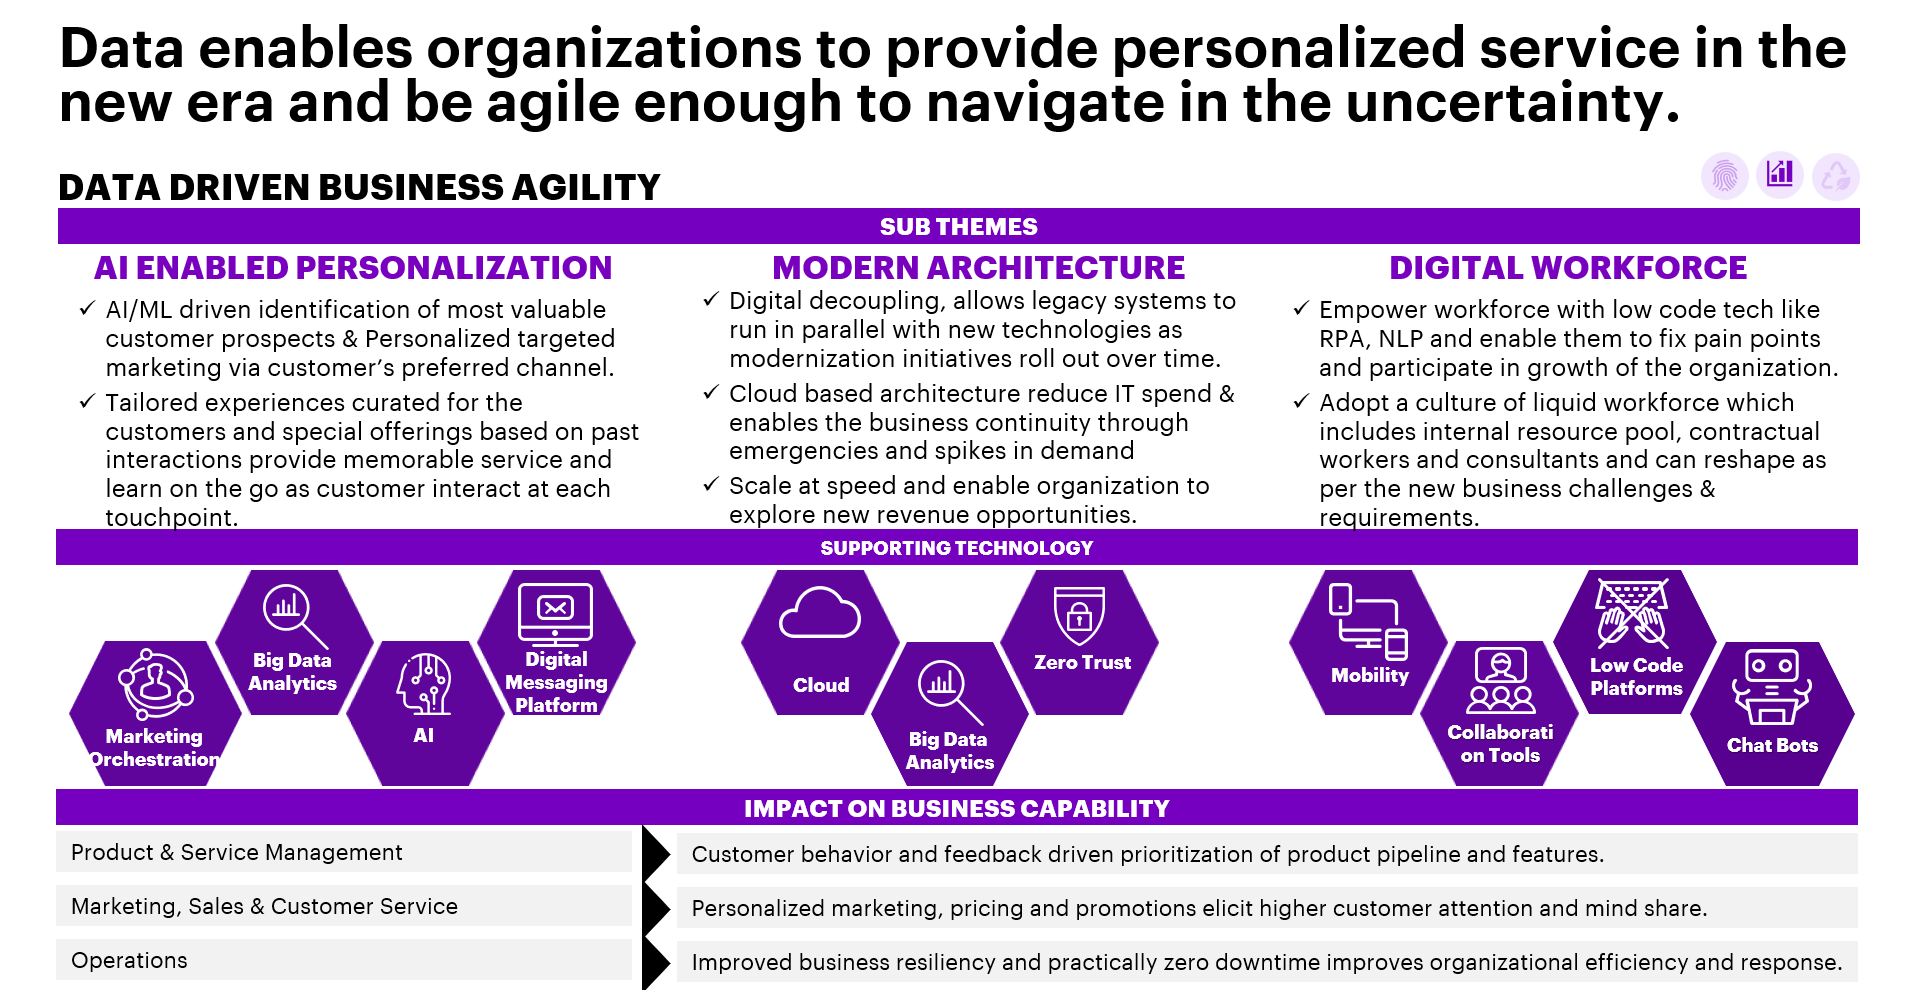 Data enables organizations to provide personalized service in the
new era and be agile enough to navigate in the uncertainty.
DATA DRIVEN BUSINESS AGILITY
SUB THEMES
AI ENABLED PERSONALIZATION
✓ AI/ML driven identification of most valuable
customer prospects & Personalized targeted
marketing via customer’s preferred channel.
✓ Tailored experiences curated for the
customers and special offerings based on past
interactions provide memorable service and
learn on the go as customer interact at each
touchpoint.
MODERN ARCHITECTURE
✓ Digital decoupling, allows legacy systems to
run in parallel with new technologies as
modernization initiatives roll out over time.
✓ Cloud based architecture reduce IT spend &
enables the business continuity through
emergencies and spikes in demand
✓ Scale at speed and enable organization to
explore new revenue opportunities.
DIGITAL WORKFORCE
✓ Empower workforce with low code tech like
RPA, NLP and enable them to fix pain points
and participate in growth of the organization.
✓ Adopt a culture of liquid workforce which
includes internal resource pool, contractual
workers and consultants and can reshape as
per the new business challenges &
requirements.
SUPPORTING TECHNOLOGY
Marketing
Orchestration
Big Data
Analytics
AI
Digital
Messaging
Platform
Cloud
Big Data
Analytics
Zero Trust
Mobility
Collaborati
on Tools
Low Code
Platforms
Chat Bots
IMPACT ON BUSINESS CAPABILITY
Product & Service Management
Customer behavior and feedback driven prioritization of product pipeline and features.
Marketing, Sales & Customer Service
Personalized marketing, pricing and promotions elicit higher customer attention and mind share.
Operations
Improved business resiliency and practically zero downtime improves organizational efficiency and response.